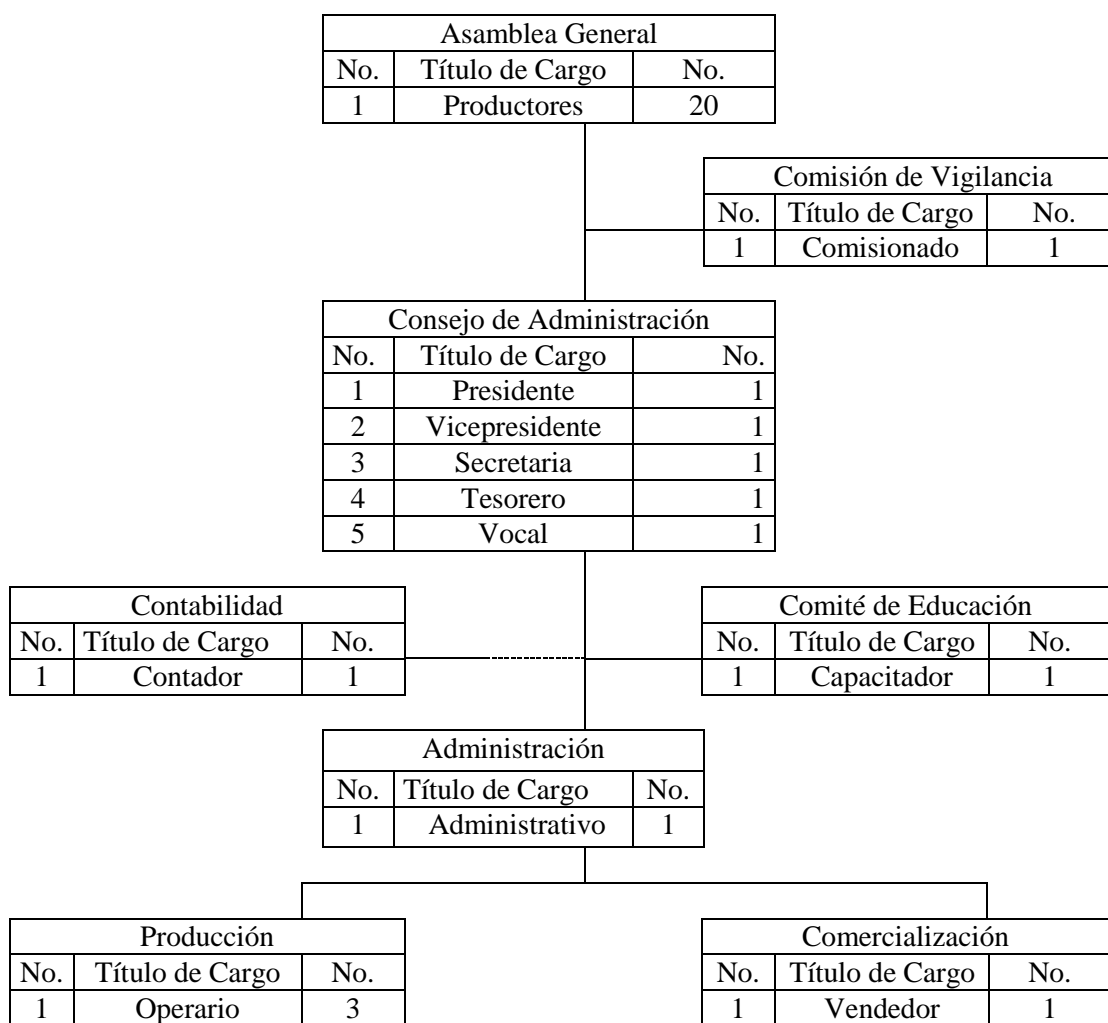 Asamblea General
No. Título de Cargo No.
1 Productores 20
Comisión de Vigilancia
No. Título de Cargo No.
1 Comisionado 1
Consejo de Administración
No. Título de Cargo No.
1 Presidente 1
2 Vicepresidente 1
3 Secretaria 1
4 Tesorero 1
5 Vocal 1
Contabilidad
No. Título de Cargo No.
1 Contador 1
Comité de Educación
No. Título de Cargo No.
1 Capacitador 1
Administración
No. Título de Cargo No.
1 Administrativo 1
Producción
No. Título de Cargo No.
1 Operario 3
Comercialización
No. Título de Cargo No.
1 Vendedor 1